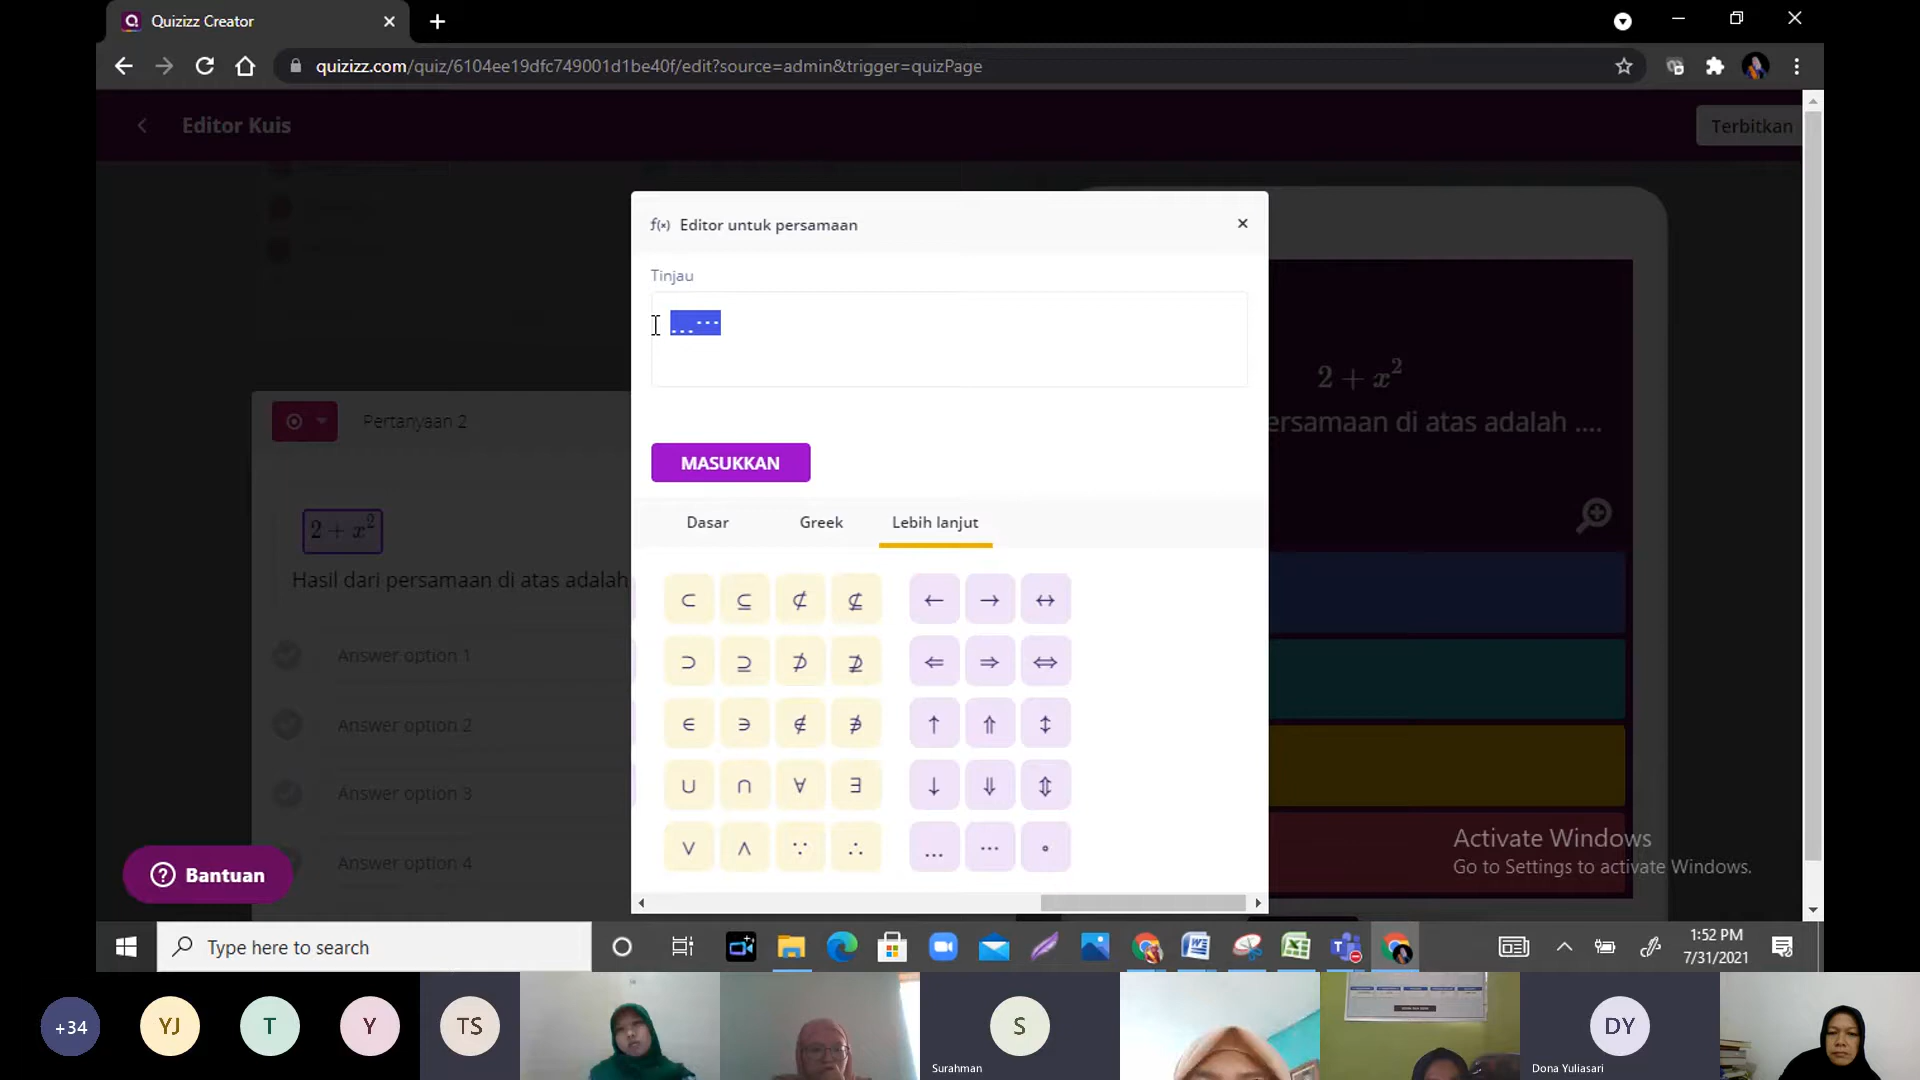 Quizizz Creator
quizizz.com/quiz/6104ee19dfc749001d1be40f/edit?source=admin&trigger=quizPage
Editor Kuis
Terbitkan
f(x) Editor untuk persamaan
Tinjau
...⋯
MASUKKAN
Dasar Greek Lebih lanjut
⊂ ⊆ ⊄ ⊈ ← → ↔
⊃ ⊇ ⊅ ⊉ ⇐ ⇒ ⇔
∈ ∋ ∉ ∌ ↑ ⇑ ↕
∪ ∩ ∀ ∃ ↓ ⇓ ⇕
∨ ∧ ∵ ∴ … ⋯ ∘
Pertanyaan 2
2 + x²
Hasil dari persamaan di atas adalah
Answer option 1
Answer option 2
Answer option 3
Answer option 4
2 + x²
ersamaan di atas adalah ....
Bantuan
Activate Windows
Go to Settings to activate Windows.
Type here to search
1:52 PM
7/31/2021
+34
YJ
T
Y
TS
S
Surahman
DY
Dona Yuliasari